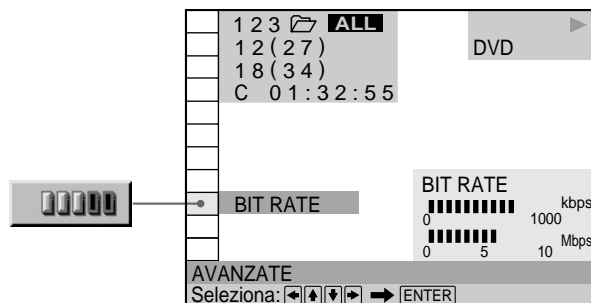 1 2 3 ALL
1 2 ( 2 7 )
1 8 ( 3 4 )
C 0 1 : 3 2 : 5 5
DVD
BIT RATE
BIT RATE
kbps
0 1000
Mbps
0 5 10
AVANZATE
Seleziona: ←↑↓→ ➡ ENTER